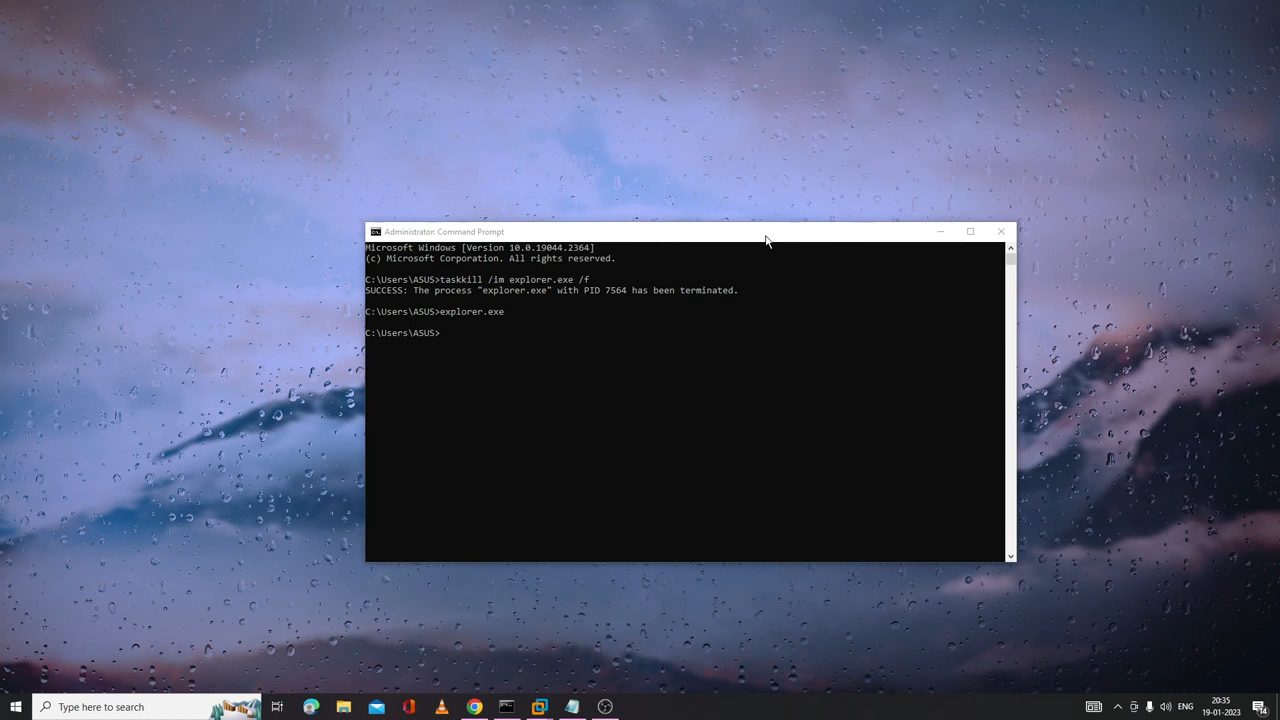 Administrator: Command Prompt
Microsoft Windows [Version 10.0.19044.2364]
(c) Microsoft Corporation. All rights reserved.
C:\Users\ASUS>taskkill /im explorer.exe /f
SUCCESS: The process "explorer.exe" with PID 7564 has been terminated.
C:\Users\ASUS>explorer.exe
C:\Users\ASUS>
Type here to search
ENG
20:35
19-01-2023